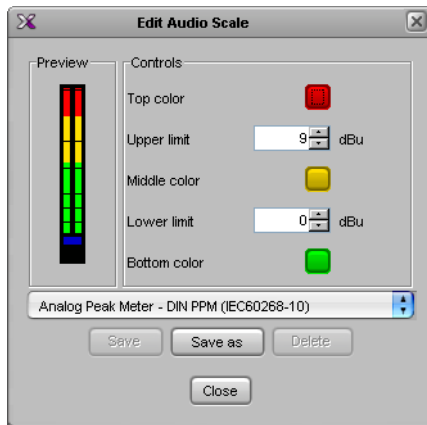 Edit Audio Scale
Preview
Controls
Top color
Upper limit 9 dBu
Middle color
Lower limit 0 dBu
Bottom color
Analog Peak Meter - DIN PPM (IEC60268-10)
Save Save as Delete
Close